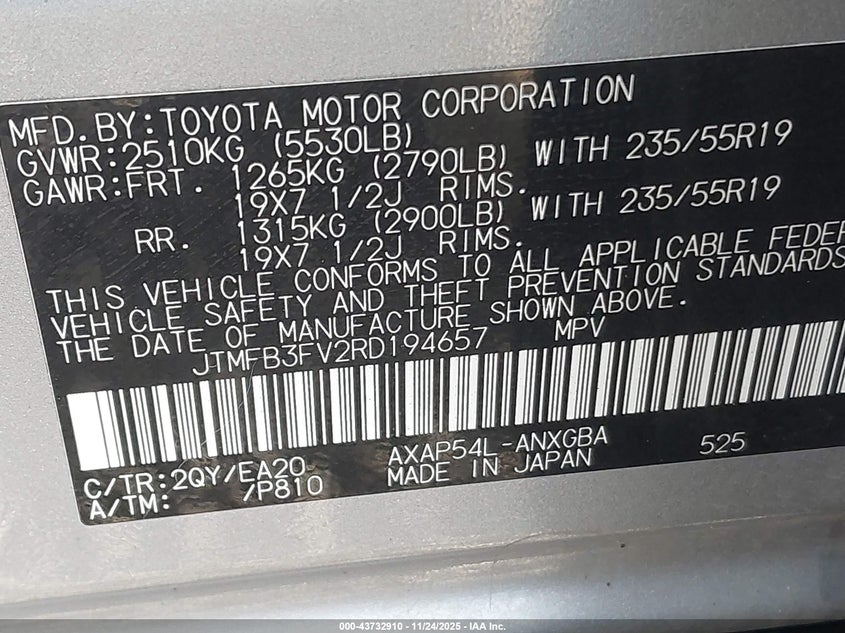 MFD.BY:TOYOTA MOTOR CORPORATION
GVWR:2510KG (5530LB)
GAWR:FRT. 1265KG (2790LB) WITH 235/55R19
19X7 1/2J RIMS.
RR. 1315KG (2900LB) WITH 235/55R19
19X7 1/2J RIMS.
THIS VEHICLE CONFORMS TO ALL APPLICABLE FEDER
VEHICLE SAFETY AND THEFT PREVENTION STANDARDS
THE DATE OF MANUFACTURE SHOWN ABOVE.
JTMFB3FV2RD194657 MPV
AXAP54L-ANXGBA 525
MADE IN JAPAN
C/TR:2QY/EA20
A/TM: /P810
000-43732910 - 11/24/2025 - IAA Inc.